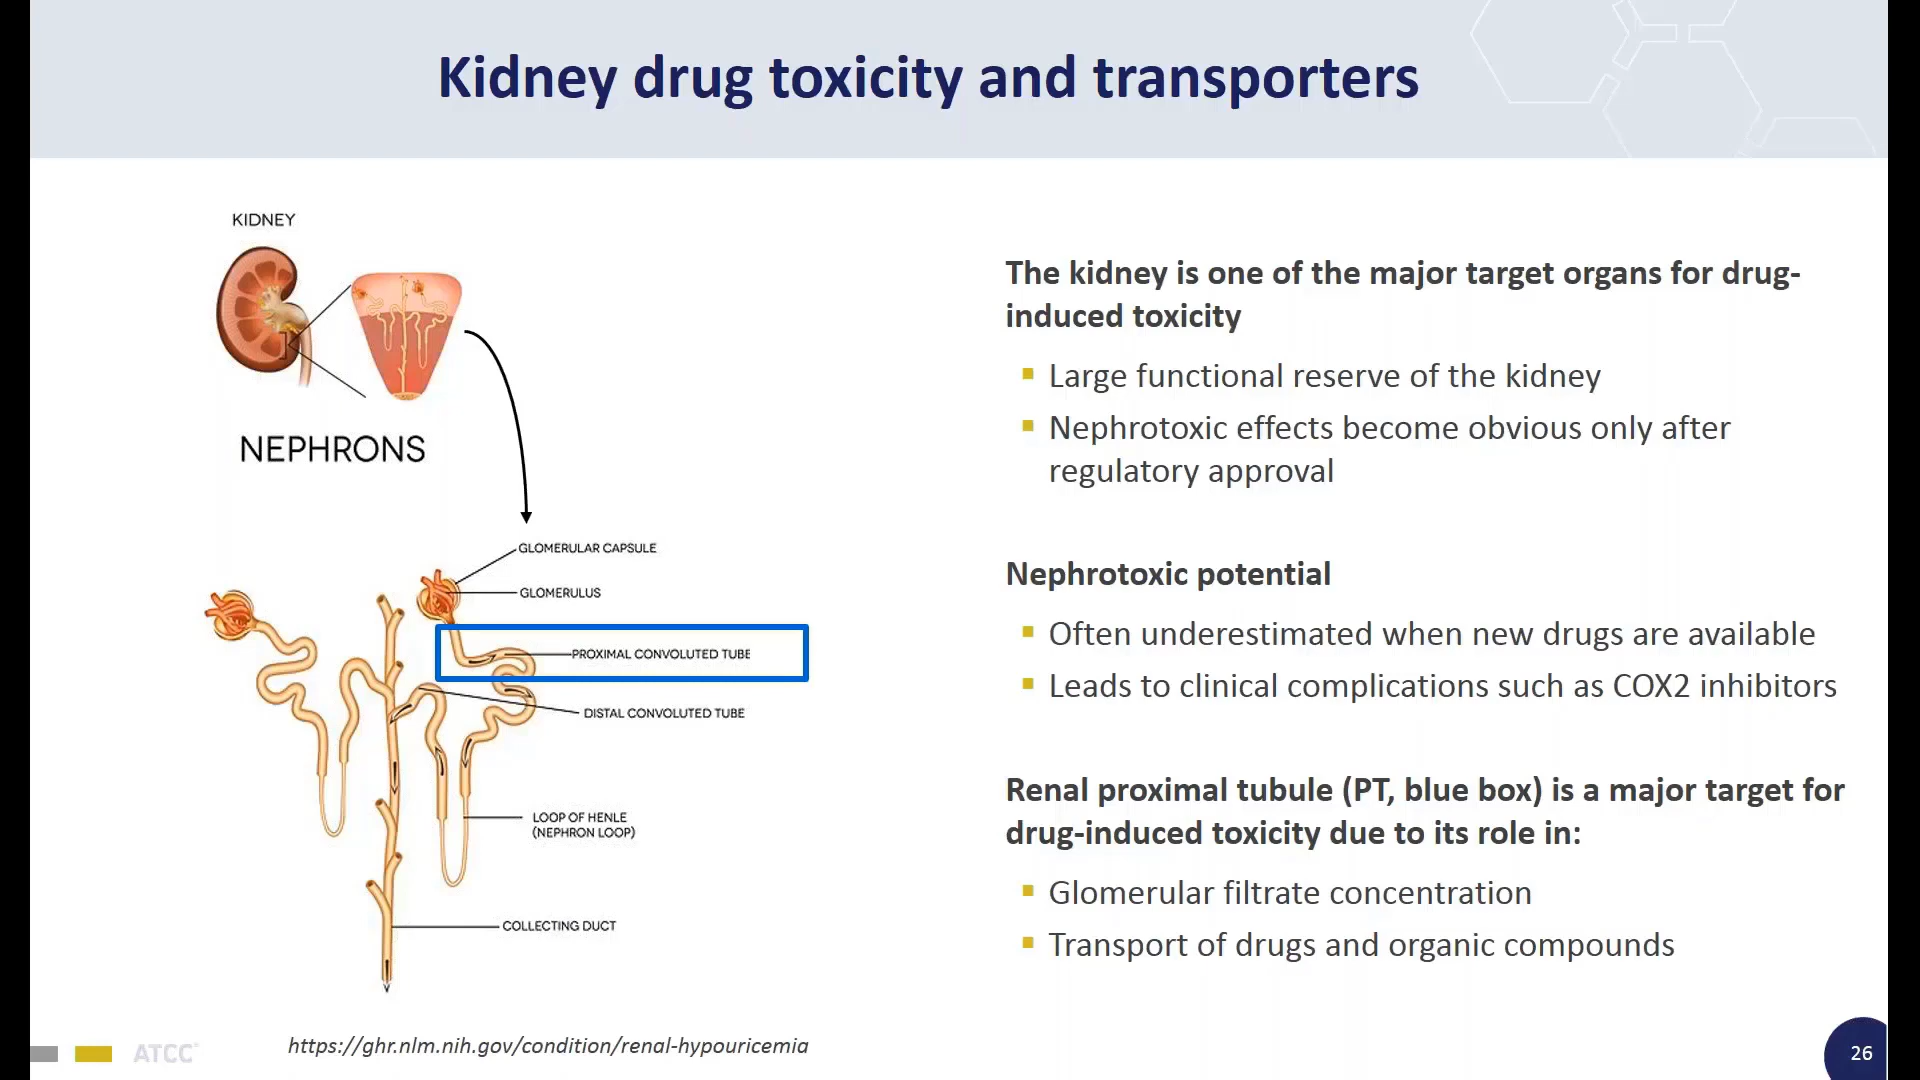 Kidney drug toxicity and transporters
KIDNEY
NEPHRONS
GLOMERULAR CAPSULE
GLOMERULUS
PROXIMAL CONVOLUTED TUBE
DISTAL CONVOLUTED TUBE
LOOP OF HENLE
(NEPHRON LOOP)
COLLECTING DUCT
The kidney is one of the major target organs for drug-
induced toxicity
Large functional reserve of the kidney
Nephrotoxic effects become obvious only after
regulatory approval
Nephrotoxic potential
Often underestimated when new drugs are available
Leads to clinical complications such as COX2 inhibitors
Renal proximal tubule (PT, blue box) is a major target for
drug-induced toxicity due to its role in:
Glomerular filtrate concentration
Transport of drugs and organic compounds
ATCC
https://ghr.nlm.nih.gov/condition/renal-hypouricemia
26